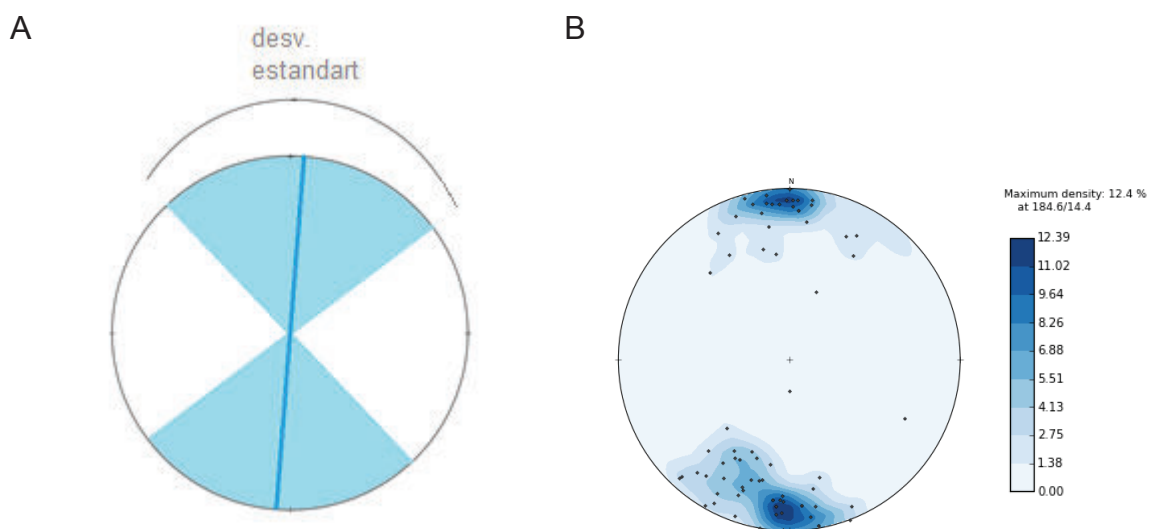 A
desv.
estandart
B
N
Maximum density: 12.4 %
at 184.6/14.4
12.39
11.02
9.64
8.26
6.88
5.51
4.13
2.75
1.38
0.00